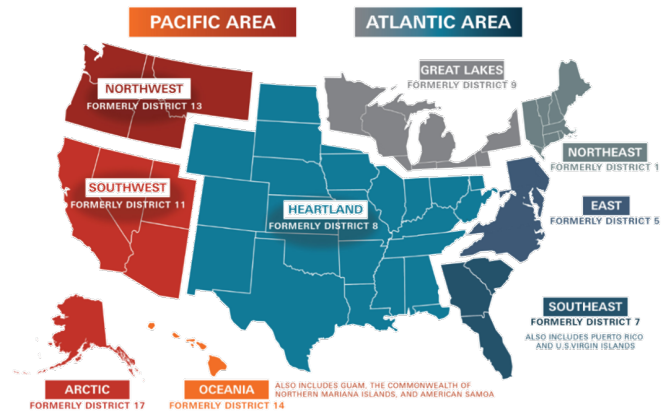 PACIFIC AREA
ATLANTIC AREA
NORTHWEST
FORMERLY DISTRICT 13
GREAT LAKES
FORMERLY DISTRICT 9
NORTHEAST
FORMERLY DISTRICT 1
SOUTHWEST
FORMERLY DISTRICT 11
HEARTLAND
FORMERLY DISTRICT 8
EAST
FORMERLY DISTRICT 5
SOUTHEAST
FORMERLY DISTRICT 7
ALSO INCLUDES PUERTO RICO
AND U.S.VIRGIN ISLANDS
ARCTIC
FORMERLY DISTRICT 17
OCEANIA
FORMERLY DISTRICT 14
ALSO INCLUDES GUAM, THE COMMONWEALTH OF
NORTHERN MARIANA ISLANDS, AND AMERICAN SAMOA